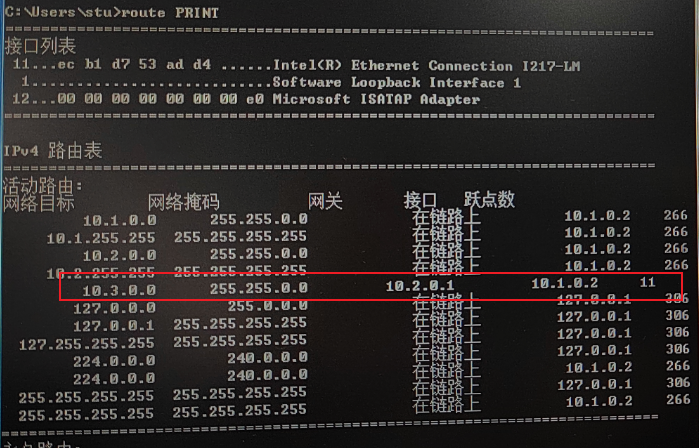 C:\Users\stu>route PRINT
===========================================================================
接口列表
11...ec b1 d7 53 ad d4 ......Intel(R) Ethernet Connection I217-LM
1...........................Software Loopback Interface 1
12...00 00 00 00 00 00 00 e0 Microsoft ISATAP Adapter
===========================================================================
IPv4 路由表
===========================================================================
活动路由:
网络目标 网络掩码 网关 接口 跃点数
10.1.0.0 255.255.0.0 在链路上 10.1.0.2 266
10.1.255.255 255.255.255.255 在链路上 10.1.0.2 266
10.2.0.0 255.255.0.0 在链路上 10.1.0.2 266
10.2.255.255 255.255.255.255 在链路上 10.1.0.2 266
10.3.0.0 255.255.0.0 10.2.0.1 10.1.0.2 11
127.0.0.0 255.0.0.0 在链路上 127.0.0.1 306
127.0.0.1 255.255.255.255 在链路上 127.0.0.1 306
127.255.255.255 255.255.255.255 在链路上 127.0.0.1 306
224.0.0.0 240.0.0.0 在链路上 127.0.0.1 306
224.0.0.0 240.0.0.0 在链路上 10.1.0.2 266
255.255.255.255 255.255.255.255 在链路上 127.0.0.1 306
255.255.255.255 255.255.255.255 在链路上 10.1.0.2 266
===========================================================================